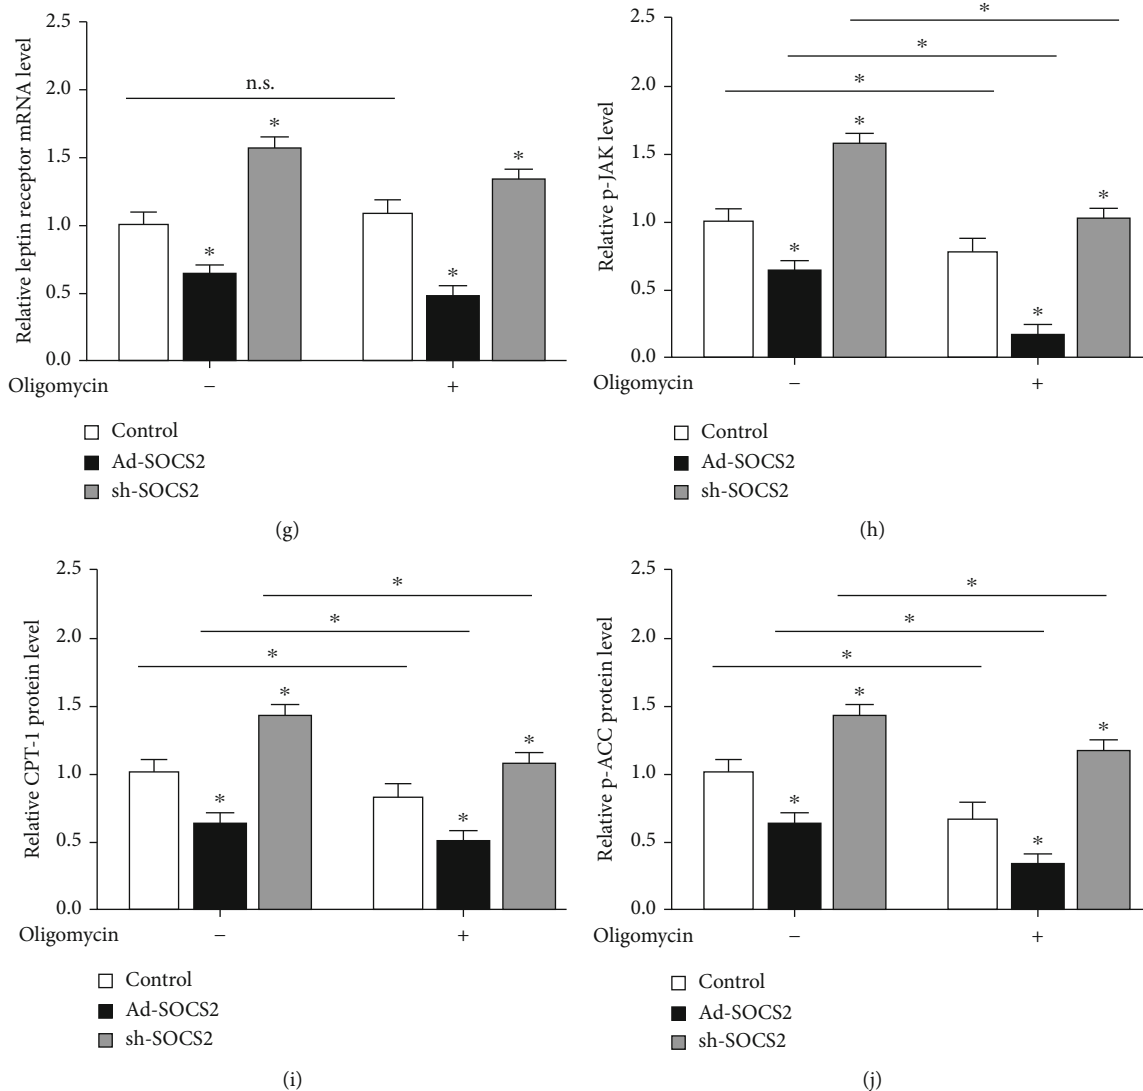 Relative leptin receptor mRNA level
2.5
2.0
1.5
1.0
0.5
0.0
n.s.
*
*
*
*
Oligomycin − +
Control
Ad-SOCS2
sh-SOCS2
(g)
Relative p-JAK level
2.5
2.0
1.5
1.0
0.5
0.0
*
*
*
*
*
*
*
Oligomycin − +
Control
Ad-SOCS2
sh-SOCS2
(h)
Relative CPT-1 protein level
2.5
2.0
1.5
1.0
0.5
0.0
*
*
*
*
*
*
*
Oligomycin − +
Control
Ad-SOCS2
sh-SOCS2
(i)
Relative p-ACC protein level
2.5
2.0
1.5
1.0
0.5
0.0
*
*
*
*
*
*
*
Oligomycin − +
Control
Ad-SOCS2
sh-SOCS2
(j)